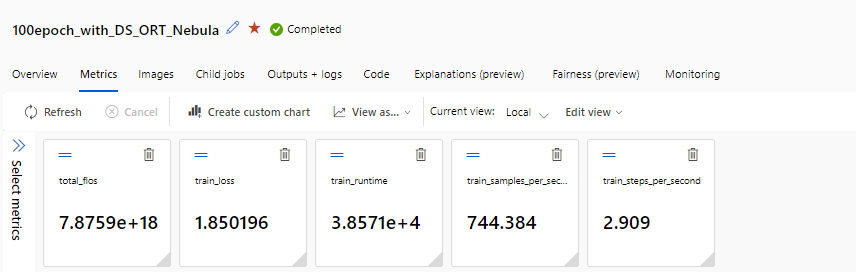 100epoch_with_DS_ORT_Nebula Completed
Overview Metrics Images Child jobs Outputs + logs Code Explanations (preview) Fairness (preview) Monitoring
Refresh Cancel Create custom chart View as... Current view: Local Edit view
Select metrics
total_flos train_loss train_runtime train_samples_per_sec... train_steps_per_second
7.8759e+18 1.850196 3.8571e+4 744.384 2.909